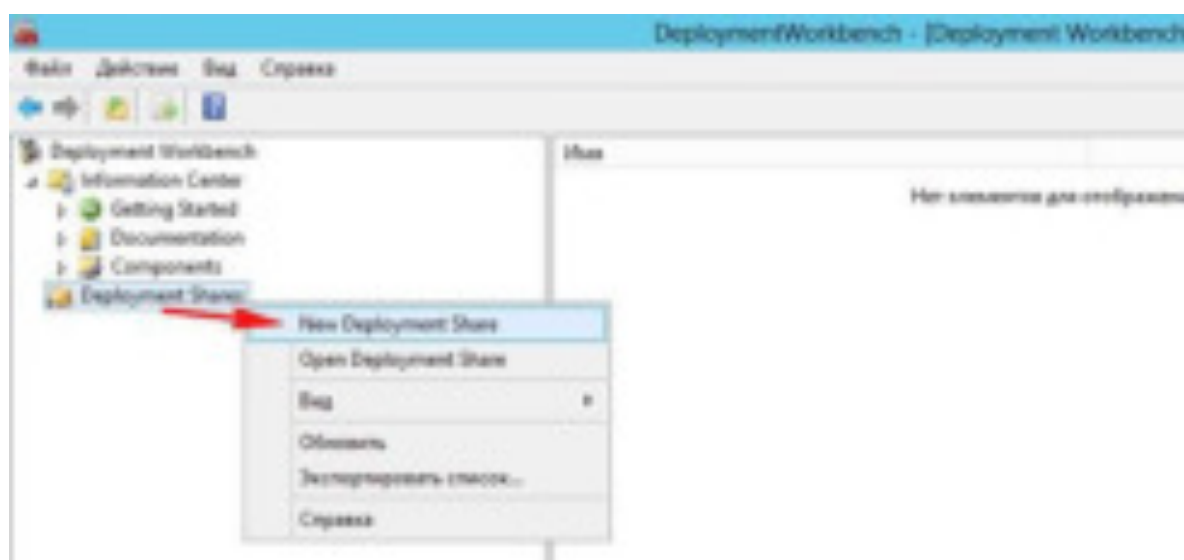 DeploymentWorkbench - [Deployment Workbench
Файл Действие Вид Справка
Deployment Workbench
Имя
Information Center
Нет элементов для отображени
Getting Started
Documentation
Components
Deployment Shares
New Deployment Share
Open Deployment Share
Вид
Обновить
Экспортировать список...
Справка